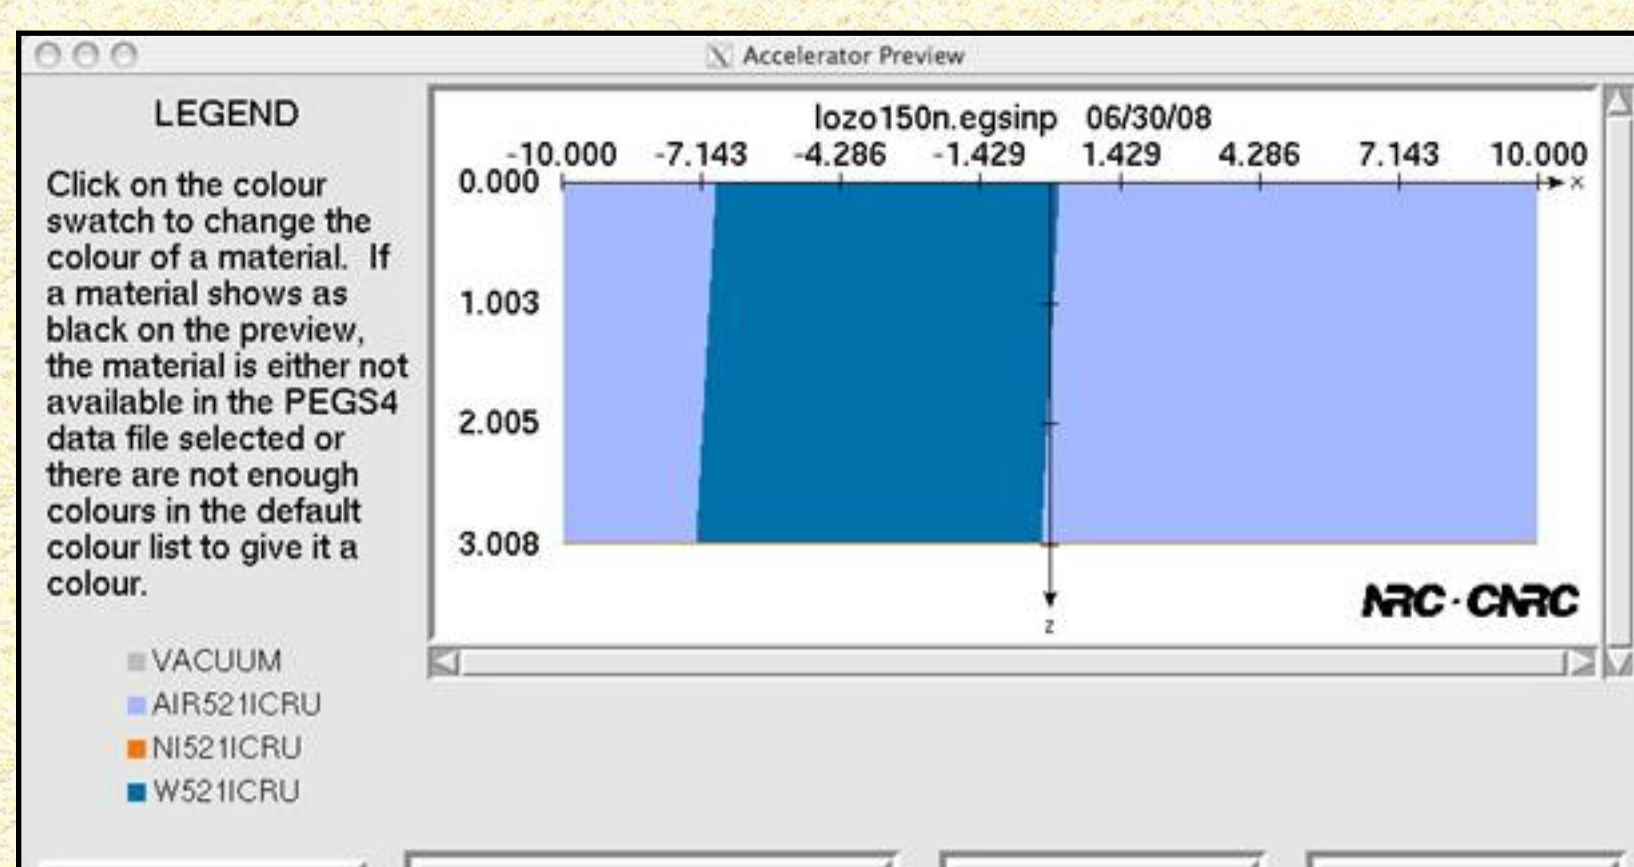 Accelerator Preview
LEGEND
Click on the colour
swatch to change the
colour of a material. If
a material shows as
black on the preview,
the material is either not
available in the PEGS4
data file selected or
there are not enough
colours in the default
colour list to give it a
colour.
VACUUM
AIR521ICRU
NI521ICRU
W521ICRU
lozo150n.egsinp 06/30/08
-10.000 -7.143 -4.286 -1.429 1.429 4.286 7.143 10.000
0.000
x
1.003
2.005
3.008
z
NRC·CNRC